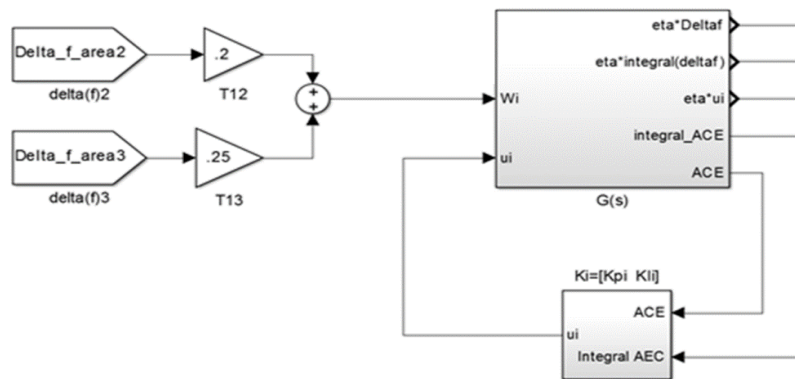 Delta_f_area2
delta(f)2
.2
T12
+
+
Delta_f_area3
delta(f)3
.25
T13
Wi
ui
eta*Deltaf
eta*integral(deltaf)
eta*ui
integral_ACE
ACE
G(s)
Ki=[Kpi KIi]
ACE
ui
Integral AEC